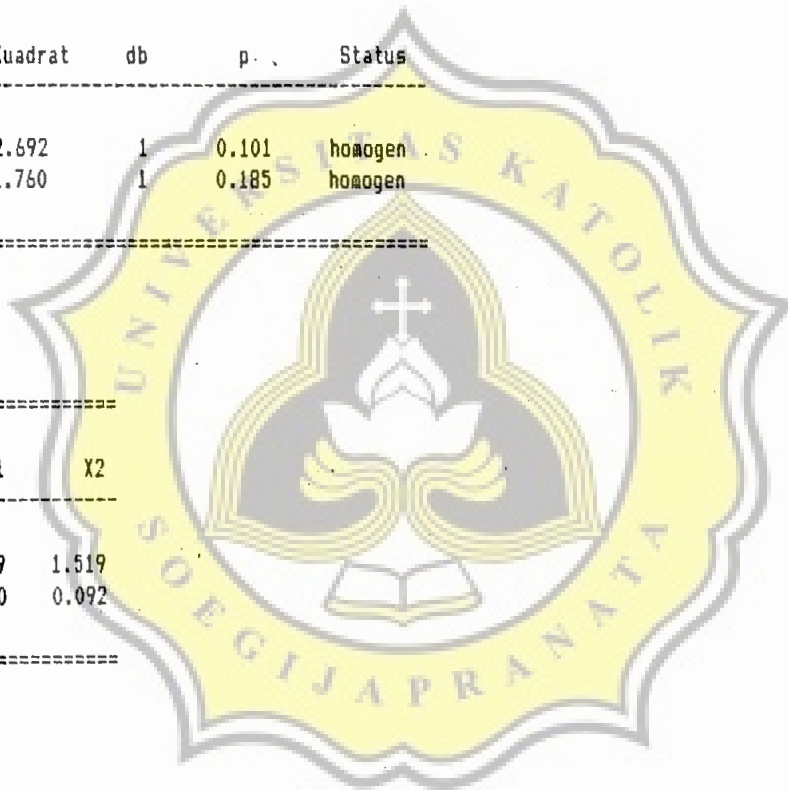 db p Status
2.692 1 0.101 homogen
.760 1 0.185 homogen
X2
1.519
0.092
UNIVERSITAS KATOLIK
SOEGIJAPRANATA